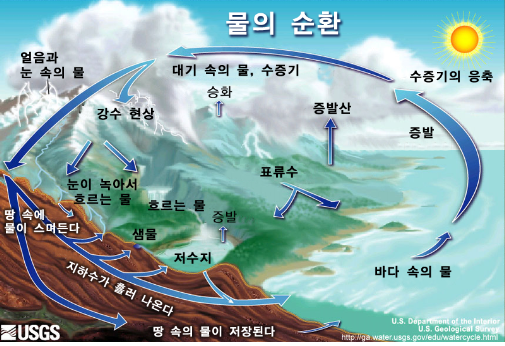 물의 순환
얼음과
눈 속의 물
대기 속의 물, 수증기
수증기의 응축
승화
강수 현상
증발산
증발
표류수
눈이 녹아서
흐르는 물
흐르는 물
증발
땅 속에
물이 스며든다
샘물
저수지
바다 속의 물
지하수가 흘러 나온다
땅 속의 물이 저장된다
USGS
U.S. Department of the Interior
U.S. Geological Survey
http://ga.water.usgs.gov/edu/watercycle.html